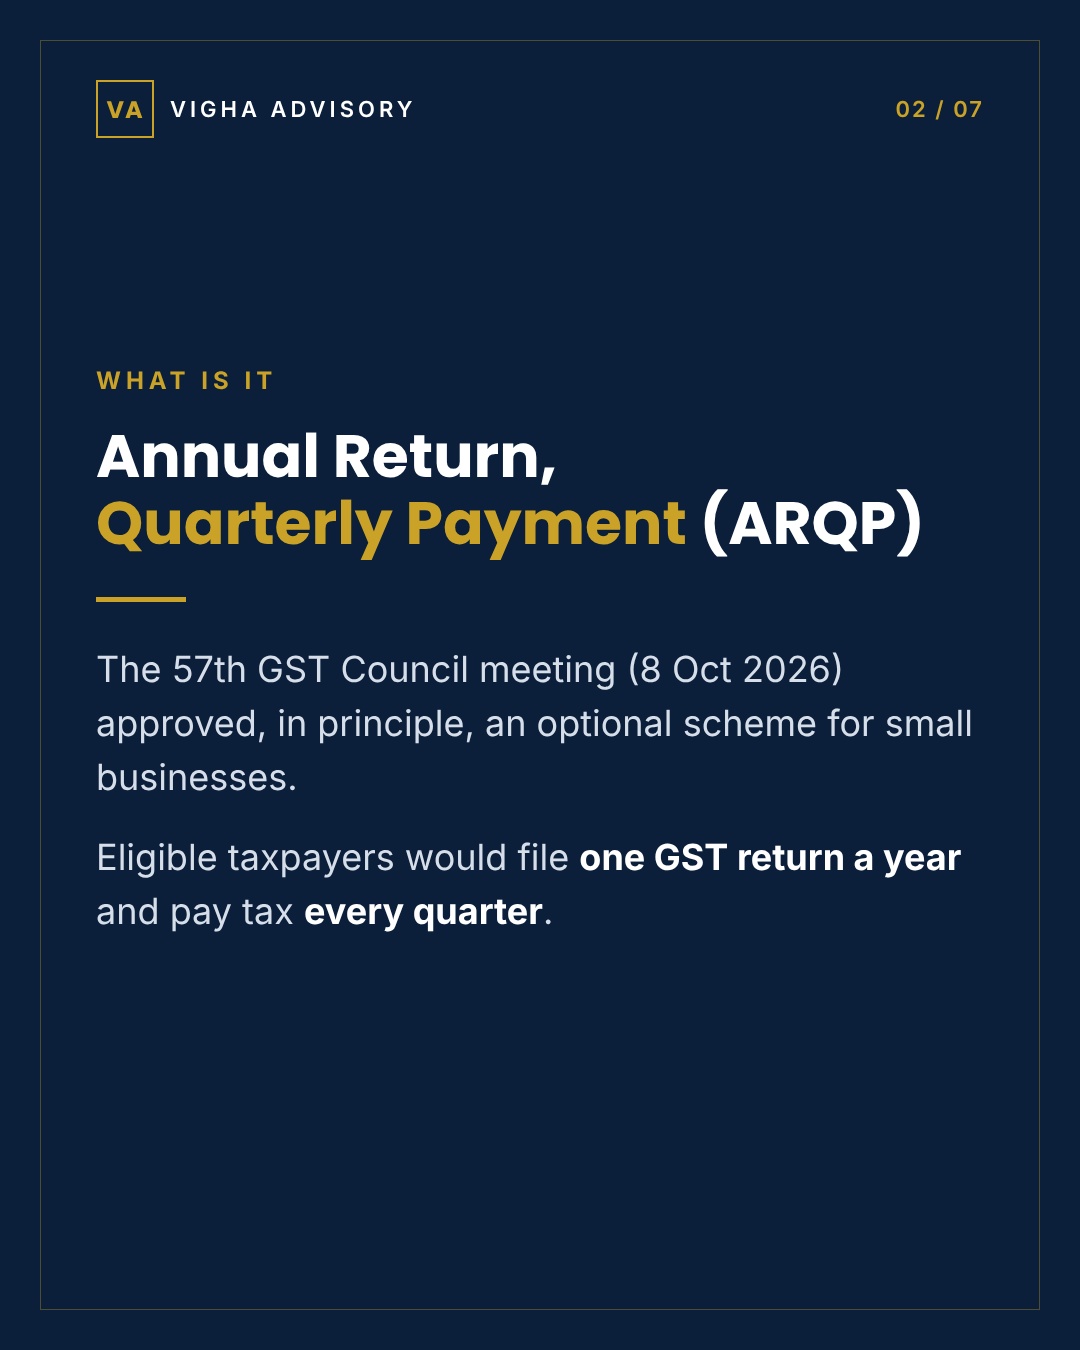 VA VIGHA ADVISORY
02 / 07
WHAT IS IT
Annual Return,
Quarterly Payment (ARQP)
The 57th GST Council meeting (8 Oct 2026)
approved, in principle, an optional scheme for small
businesses.
Eligible taxpayers would file one GST return a year
and pay tax every quarter.